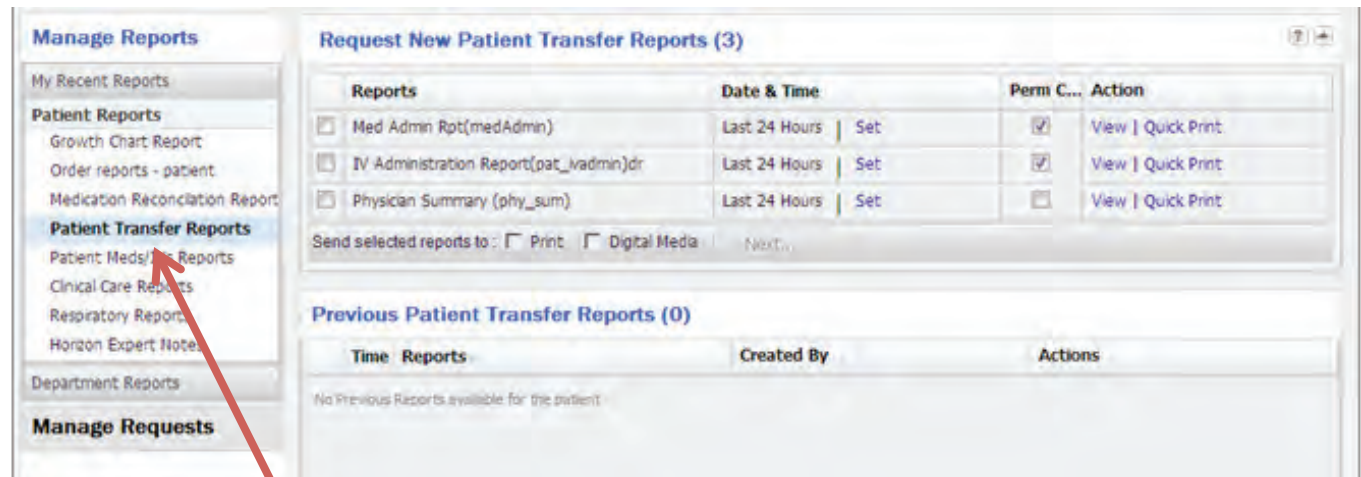 Manage Reports
My Recent Reports
Patient Reports
Growth Chart Report
Order reports - patient
Medication Reconciliation Report
Patient Transfer Reports
Patient Meds/ Reports
Clinical Care Reports
Respiratory Report
Horizon Expert Notes
Department Reports
Manage Requests
Request New Patient Transfer Reports (3)
Reports Date & Time Perm C... Action
Med Admin Rpt(medAdmin) Last 24 Hours | Set View | Quick Print
IV Administration Report(pat_ivadmin)dr Last 24 Hours | Set View | Quick Print
Physician Summary (phy_sum) Last 24 Hours | Set View | Quick Print
Send selected reports to : Print Digital Media Next...
Previous Patient Transfer Reports (0)
Time Reports Created By Actions
No Previous Reports available for the patient